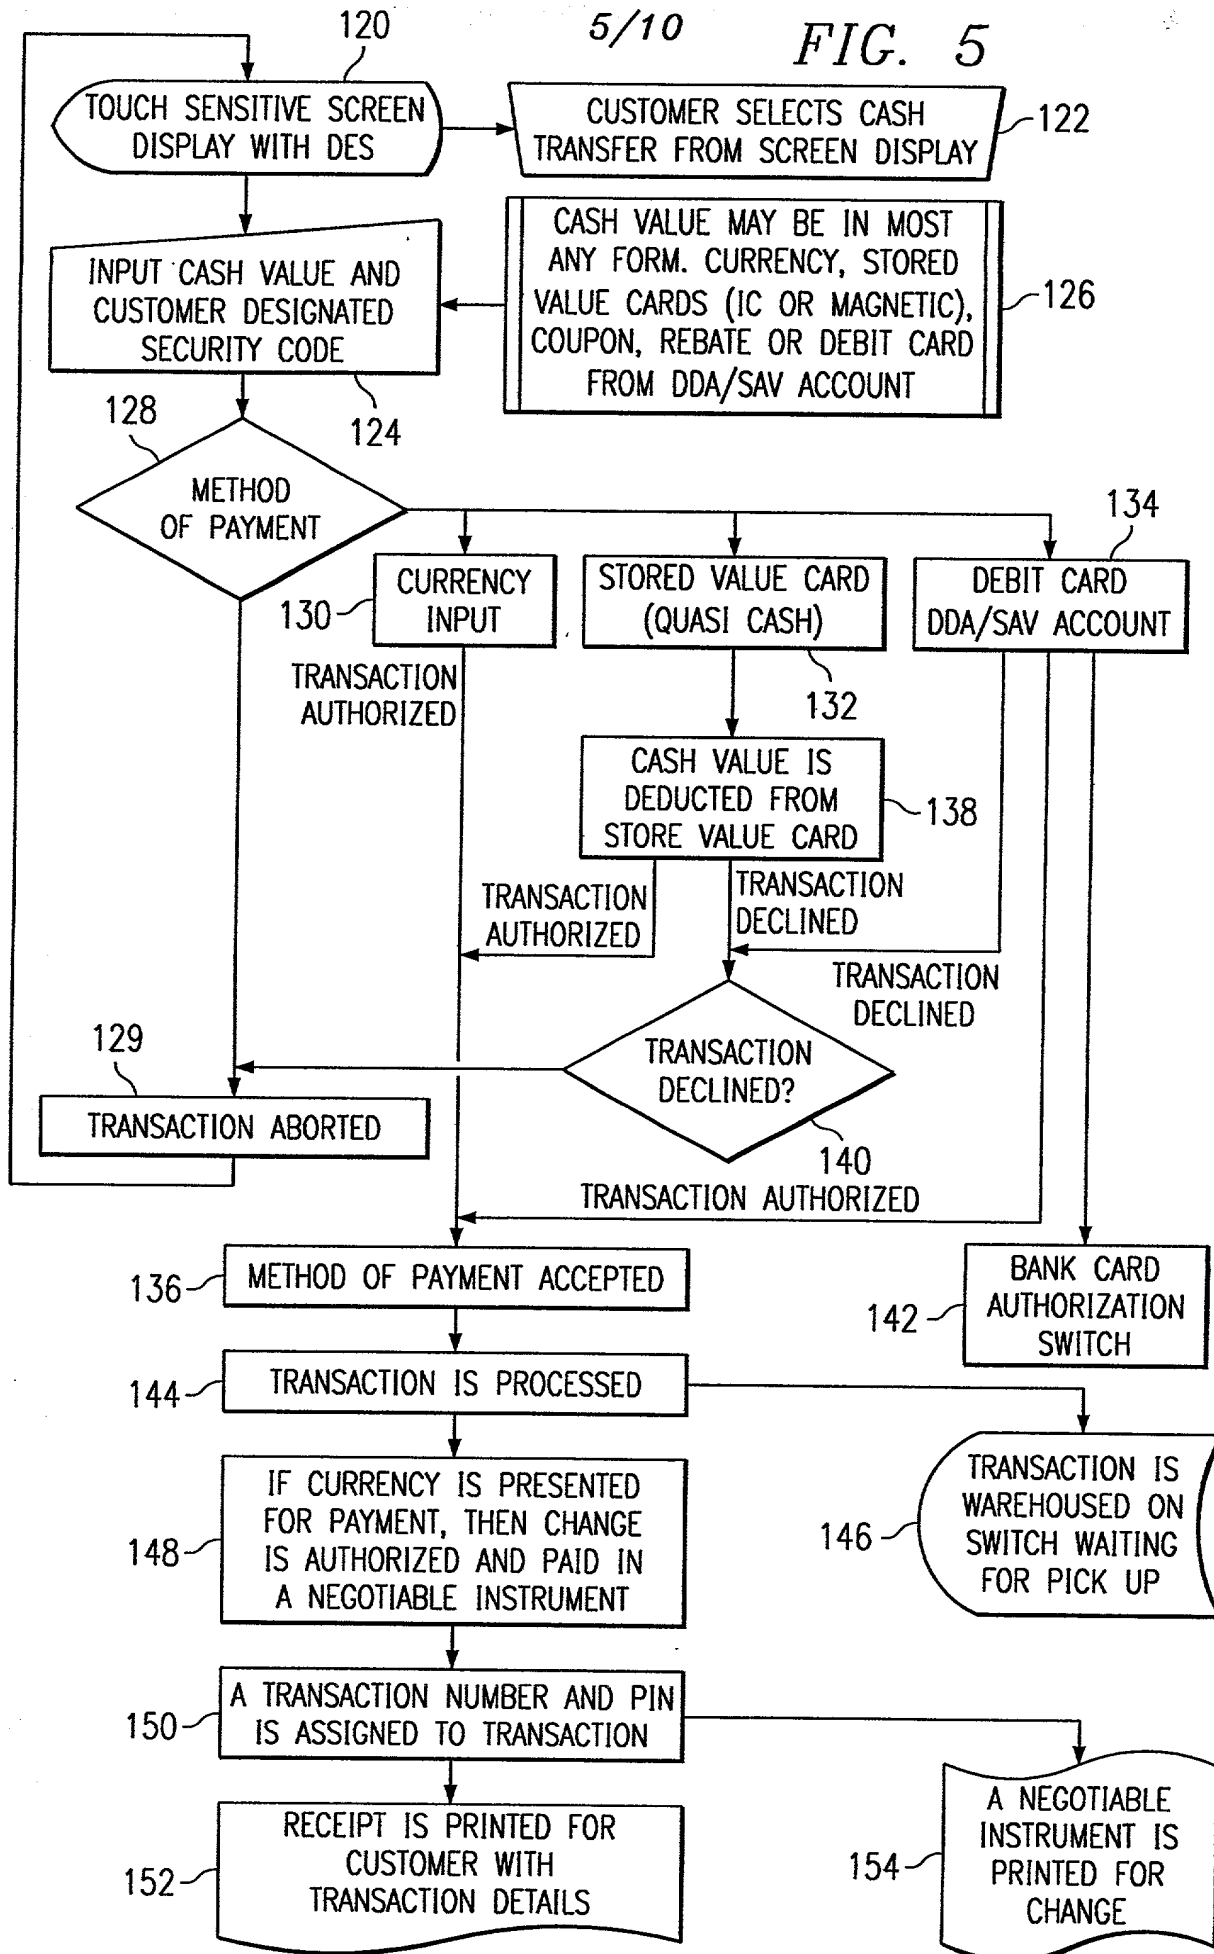 5/10
FIG. 5
120
TOUCH SENSITIVE SCREEN
DISPLAY WITH DES
CUSTOMER SELECTS CASH
TRANSFER FROM SCREEN DISPLAY
122
INPUT CASH VALUE AND
CUSTOMER DESIGNATED
SECURITY CODE
124
CASH VALUE MAY BE IN MOST
ANY FORM. CURRENCY, STORED
VALUE CARDS (IC OR MAGNETIC),
COUPON, REBATE OR DEBIT CARD
FROM DDA/SAV ACCOUNT
126
128
METHOD
OF PAYMENT
130
CURRENCY
INPUT
STORED VALUE CARD
(QUASI CASH)
132
134
DEBIT CARD
DDA/SAV ACCOUNT
TRANSACTION
AUTHORIZED
CASH VALUE IS
DEDUCTED FROM
STORE VALUE CARD
138
TRANSACTION
AUTHORIZED
TRANSACTION
DECLINED
TRANSACTION
DECLINED
129
TRANSACTION ABORTED
TRANSACTION
DECLINED?
140
TRANSACTION AUTHORIZED
136
METHOD OF PAYMENT ACCEPTED
142
BANK CARD
AUTHORIZATION
SWITCH
144
TRANSACTION IS PROCESSED
146
TRANSACTION IS
WAREHOUSED ON
SWITCH WAITING
FOR PICK UP
148
IF CURRENCY IS PRESENTED
FOR PAYMENT, THEN CHANGE
IS AUTHORIZED AND PAID IN
A NEGOTIABLE INSTRUMENT
150
A TRANSACTION NUMBER AND PIN
IS ASSIGNED TO TRANSACTION
152
RECEIPT IS PRINTED FOR
CUSTOMER WITH
TRANSACTION DETAILS
154
A NEGOTIABLE
INSTRUMENT IS
PRINTED FOR
CHANGE